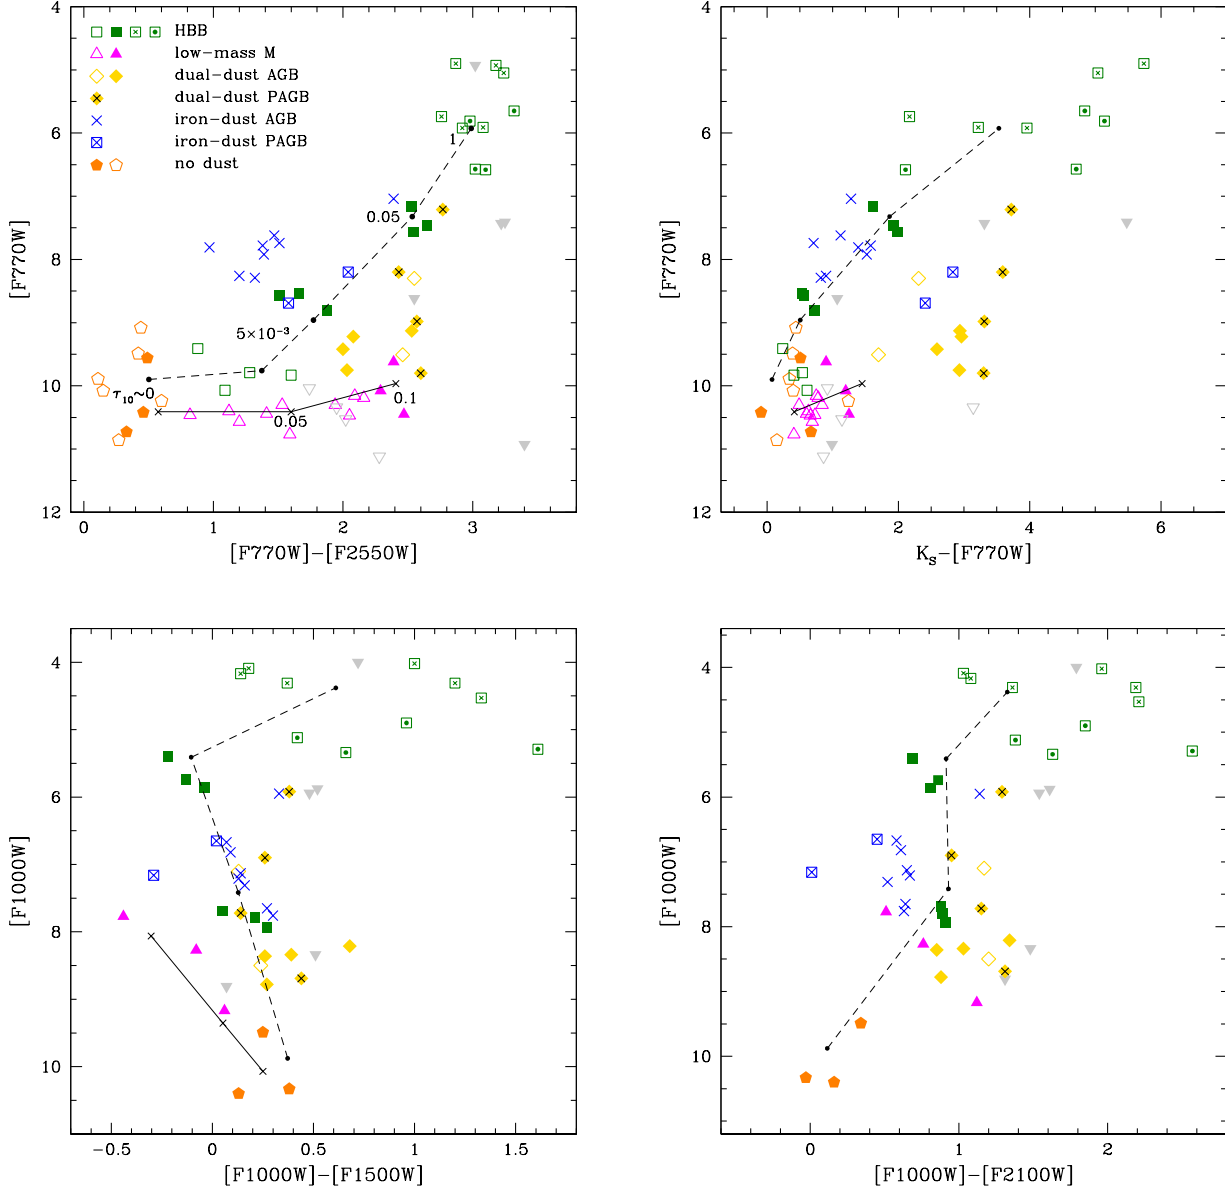 4
HBB
low-mass M
dual-dust AGB
dual-dust PAGB
iron-dust AGB
iron-dust PAGB
no dust
6
8
10
12
1
0.05
5×10⁻³
τ₁₀~0
0.05
0.1
0
1
2
3
[F770W]
[F770W]-[F2550W]
4
6
8
10
12
0
2
4
6
[F770W]
Kₛ-[F770W]
4
6
8
10
-0.5
0
0.5
1
1.5
[F1000W]
[F1000W]-[F1500W]
4
6
8
10
0
1
2
[F1000W]
[F1000W]-[F2100W]